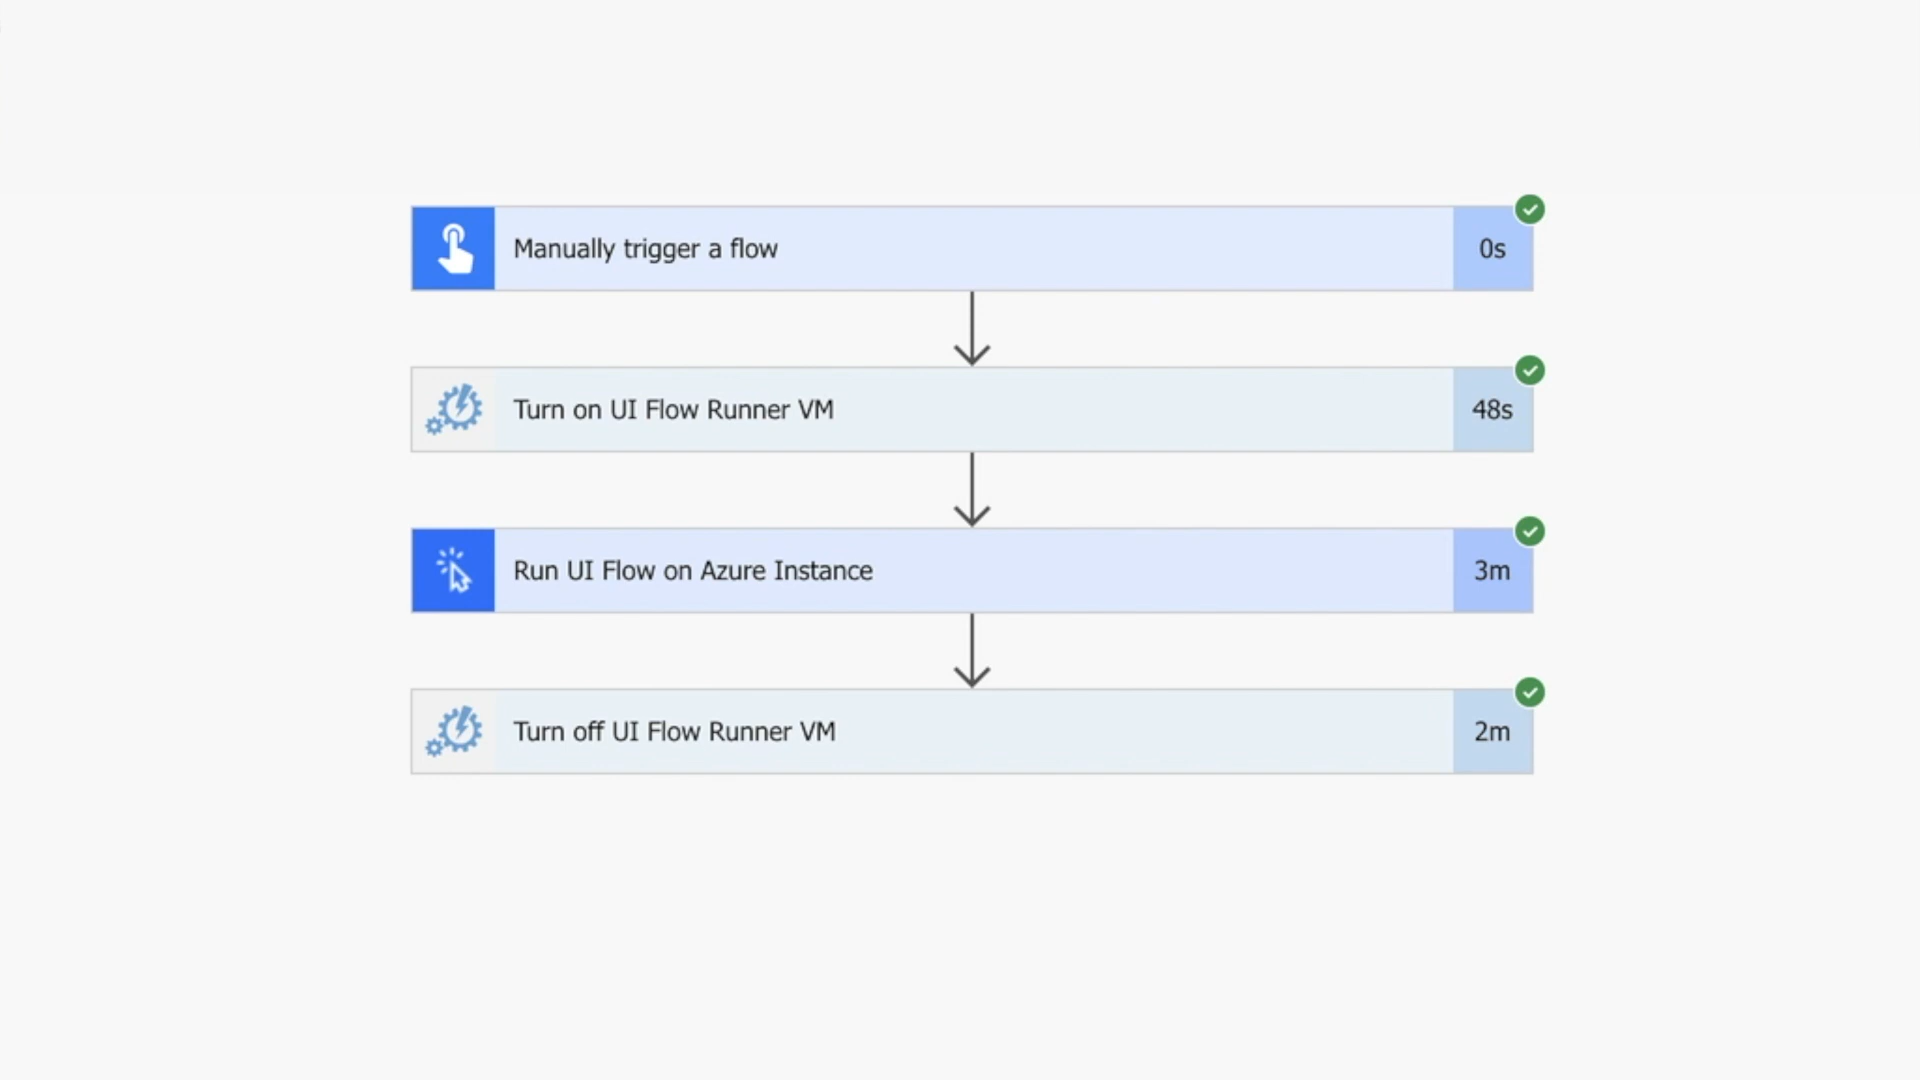 Manually trigger a flow 0s
Turn on UI Flow Runner VM 48s
Run UI Flow on Azure Instance 3m
Turn off UI Flow Runner VM 2m